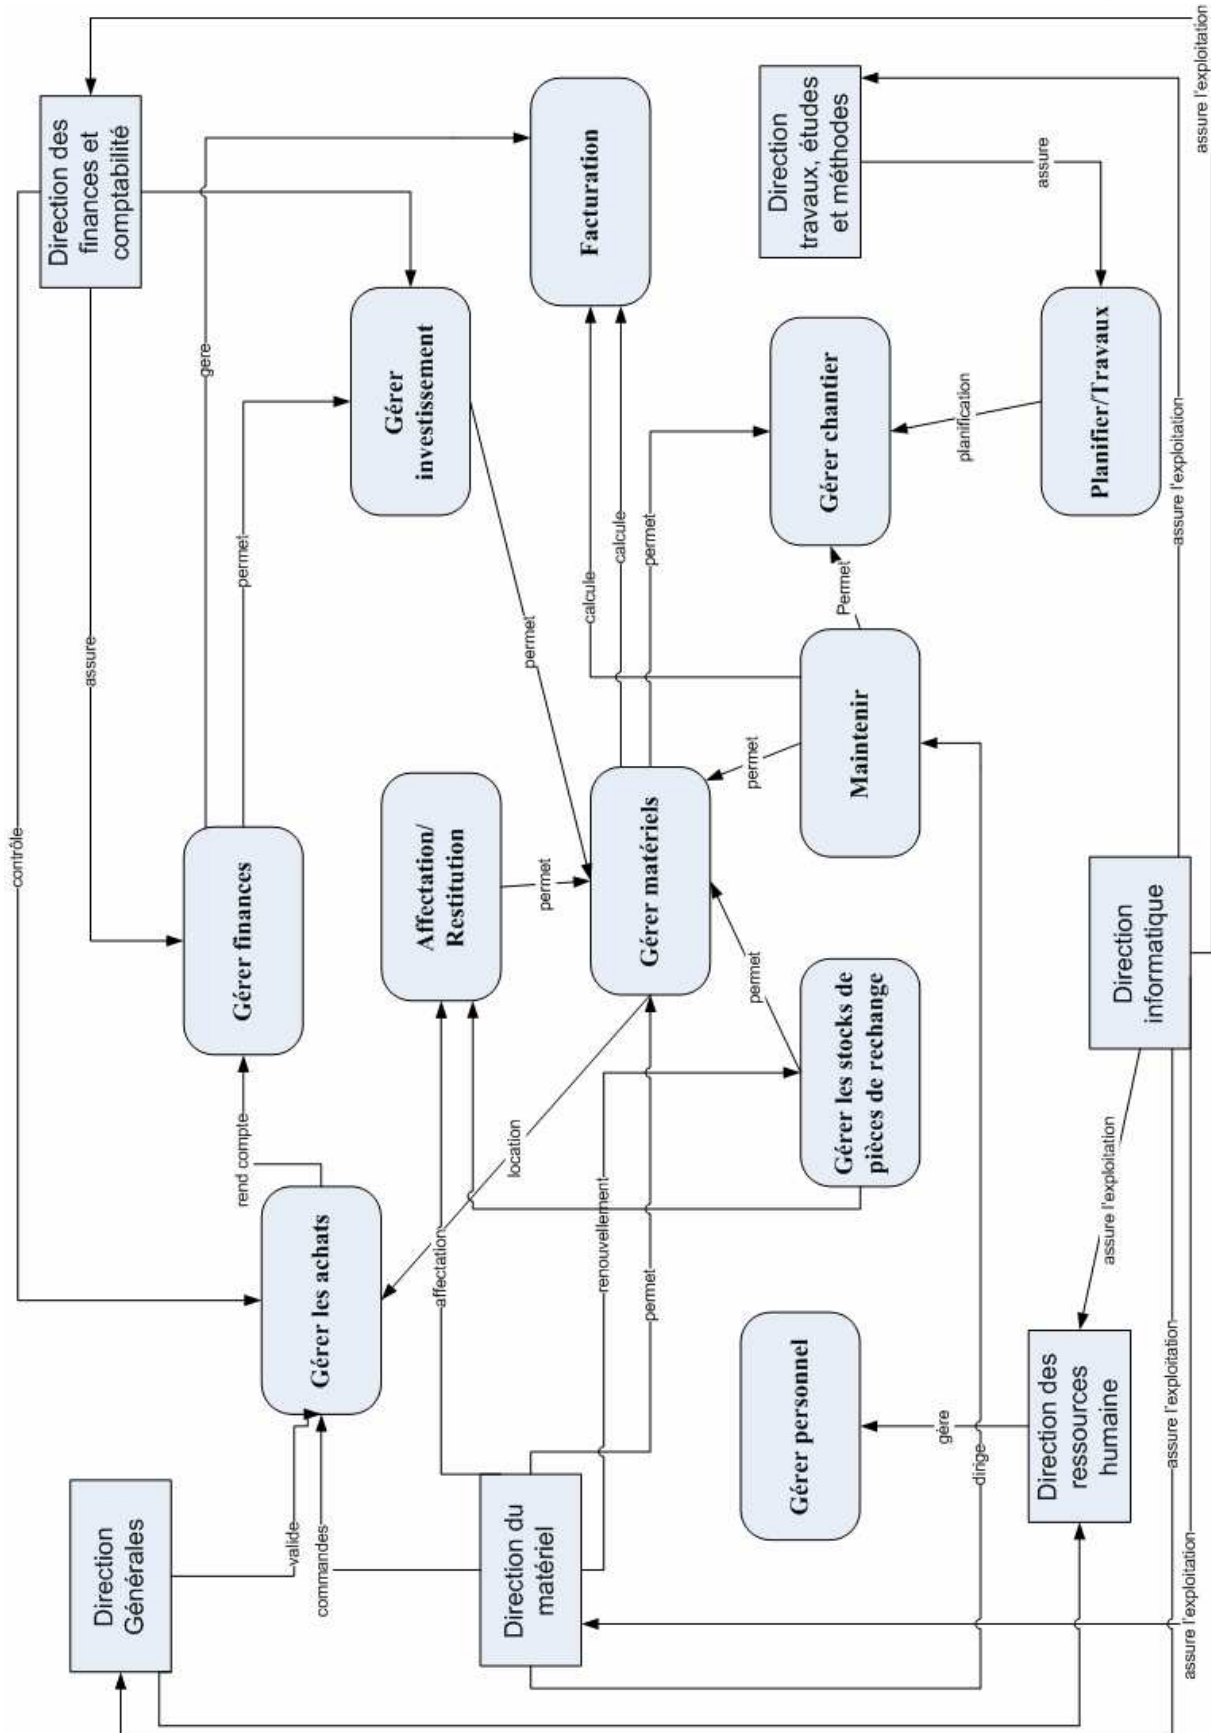 contrôle
Direction
Générales
assure
Direction des
finances et
comptabilité
valide
commandes
Gérer les achats
rend compte
Gérer finances
permet
gere
affectation
location
Affectation/
Restitution
permet
permet
Gérer
investissement
Direction du
matériel
renouvellement
permet
Gérer matériels
calcule
calcule
permet
Facturation
permet
permet
Gérer personnel
Gérer les stocks de
pièces de rechange
Maintenir
Permet
Gérer chantier
Direction
travaux, études
et méthodes
gère
dirige
planification
assure
Direction des
ressources
humaine
assure l'exploitation
Direction
informatique
Planifier/Travaux
assure l'exploitation
assure l'exploitation
assure l'exploitation
assure l'exploitation